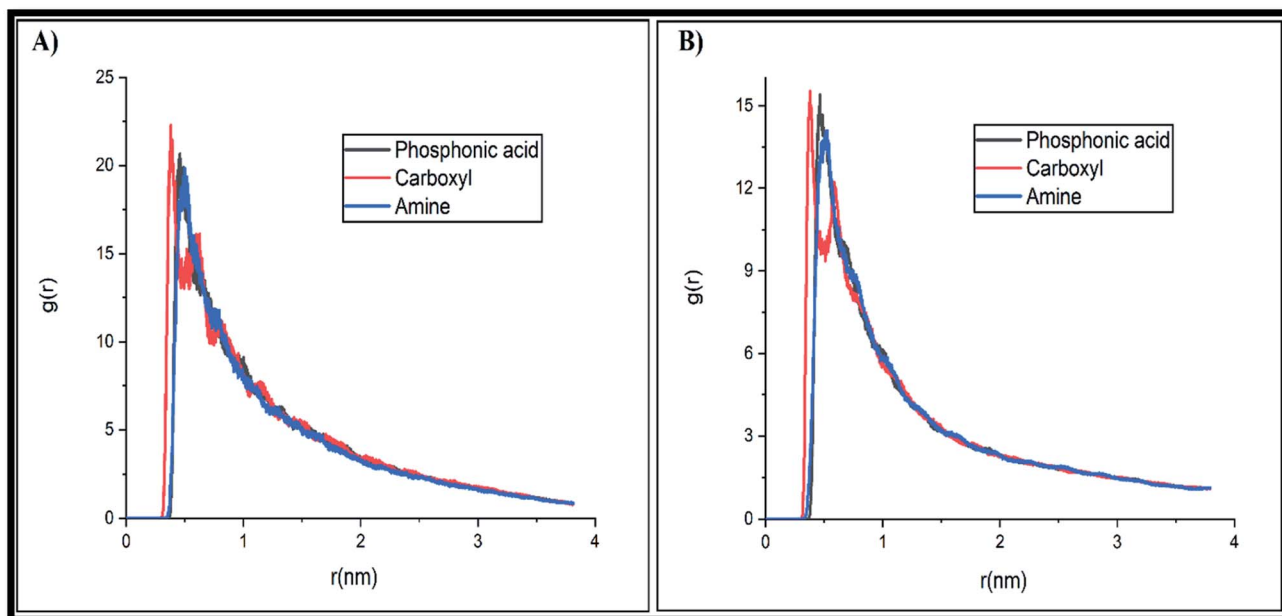 A)
25
20
15
10
5
0
g(r)
Phosphonic acid
Carboxyl
Amine
0 1 2 3 4
r(nm)
B)
15
12
9
6
3
0
g(r)
Phosphonic acid
Carboxyl
Amine
0 1 2 3 4
r(nm)